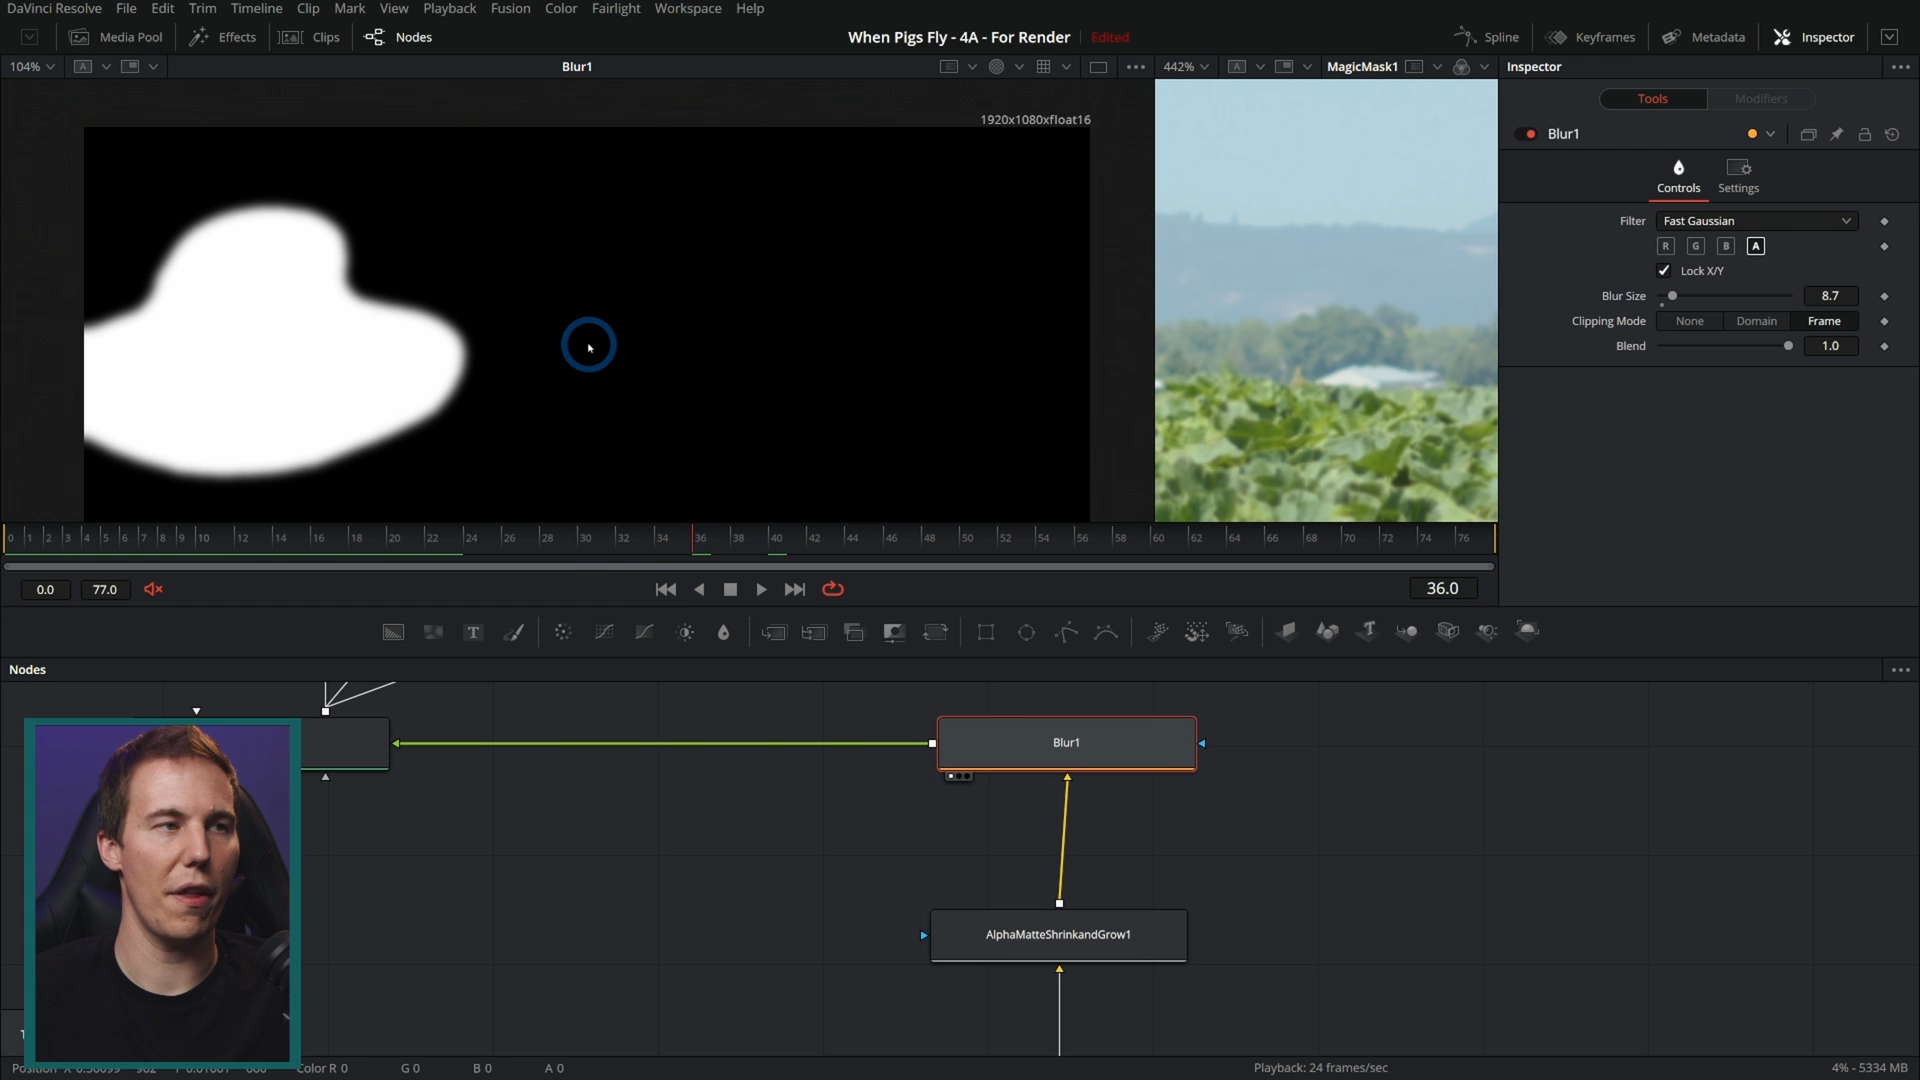 DaVinci Resolve File Edit Trim Timeline Clip Mark View Playback Fusion Color Fairlight Workspace Help
Media Pool Effects Clips Nodes When Pigs Fly - 4A - For Render Edited Spline Keyframes Metadata Inspector
104% A Blur1 442% A MagicMask1 Inspector
Tools Modifiers
1920x1080xfloat16
Blur1
Controls Settings
Filter Fast Gaussian
R G B A
Lock X/Y
Blur Size 8.7
Clipping Mode None Domain Frame
Blend 1.0
0 1 2 3 4 5 6 7 8 9 10 12 14 16 18 20 22 24 26 28 30 32 34 36 38 40 42 44 46 48 50 52 54 56 58 60 62 64 66 68 70 72 74 76
0.0 77.0 36.0
T
Nodes
Blur1
AlphaMatteShrinkandGrow1
Color R 0 G 0 B 0 A 0 Playback: 24 frames/sec 4% - 5334 MB